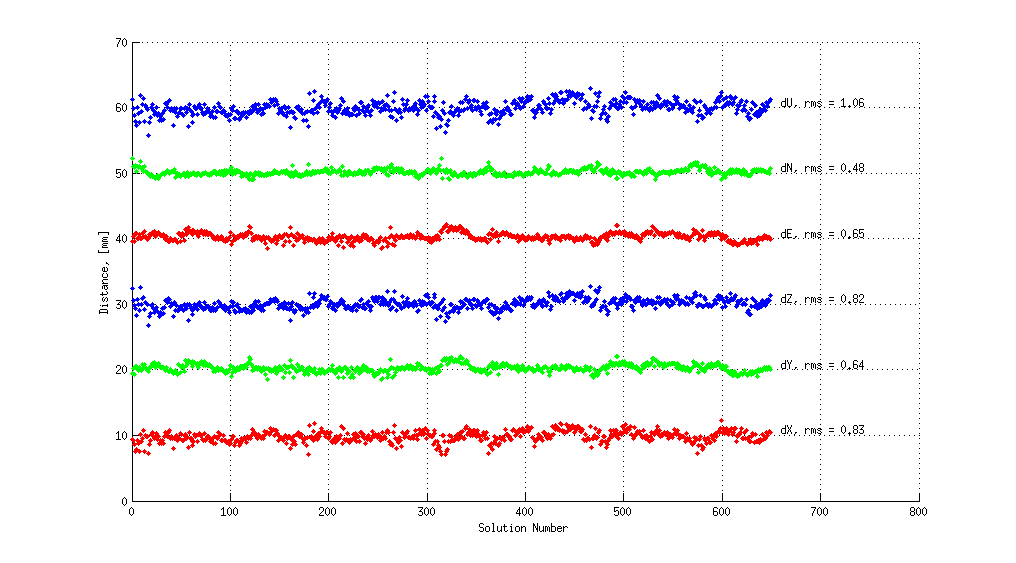 70
60
50
40
30
20
10
0
Distance, [mm]
dU, rms = 1.06
dN, rms = 0.48
dE, rms = 0.65
dZ, rms = 0.82
dY, rms = 0.64
dX, rms = 0.83
0 100 200 300 400 500 600 700 800
Solution Number